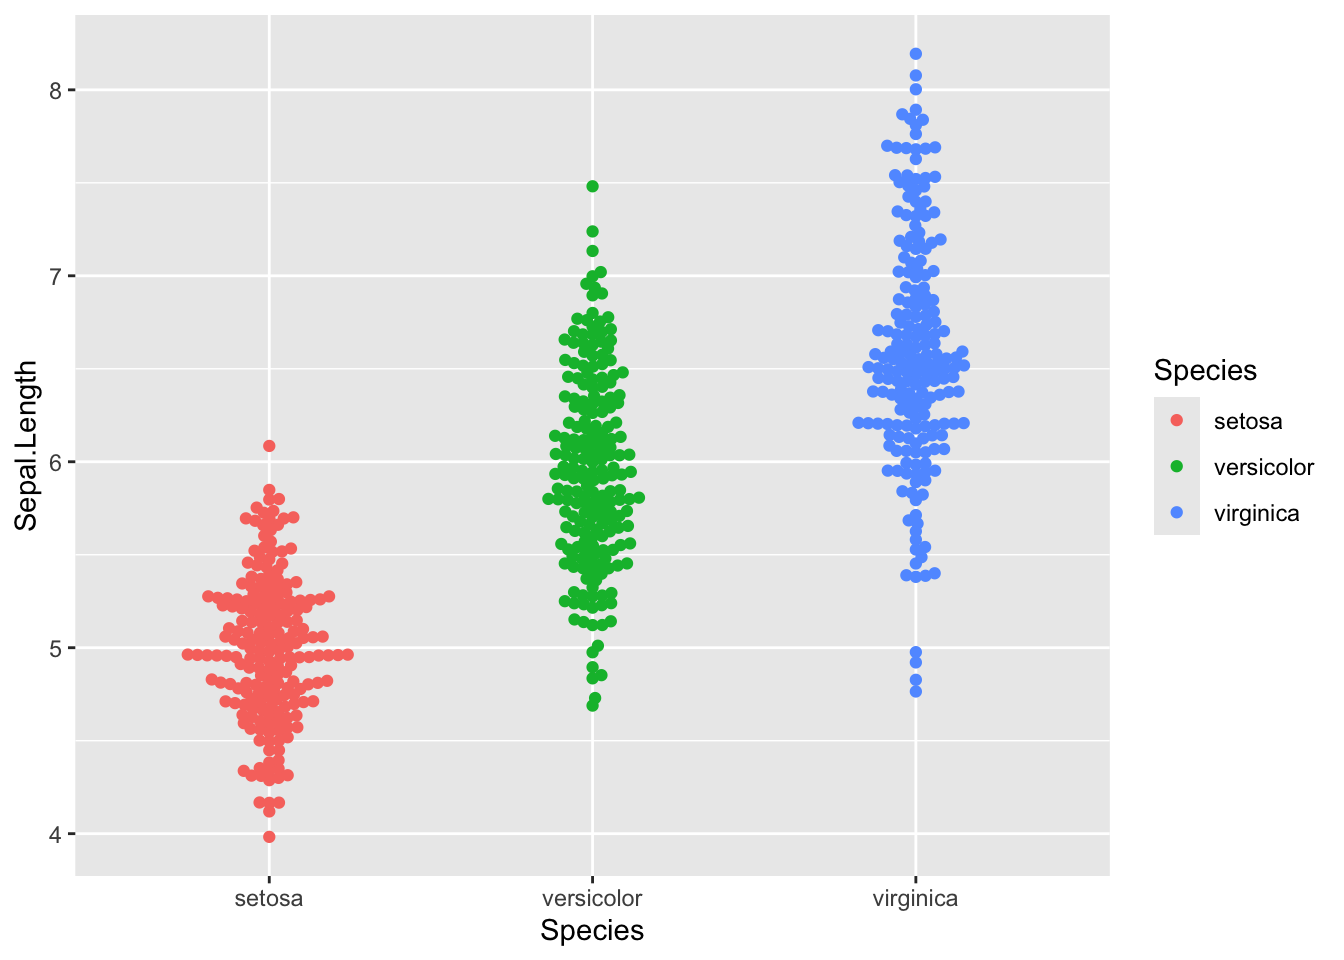 8
7
6
5
4
Sepal.Length
setosa
versicolor
virginica
Species
Species
setosa
versicolor
virginica